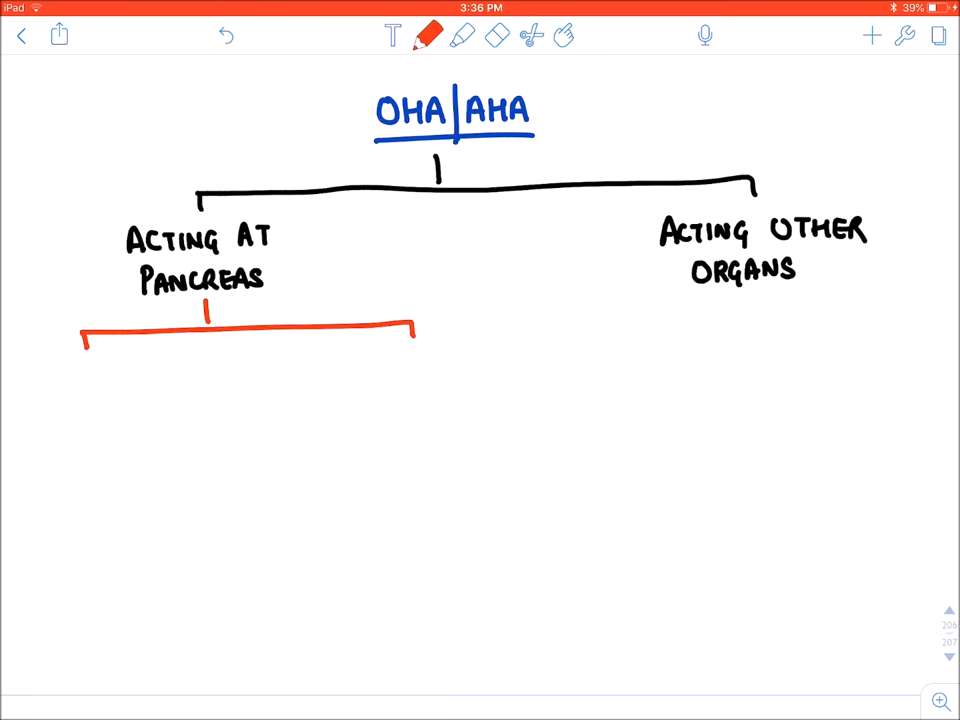 iPad 3:36 PM 39%
T
OHA | AHA
ACTING AT
PANCREAS
ACTING OTHER
ORGANS
206
207